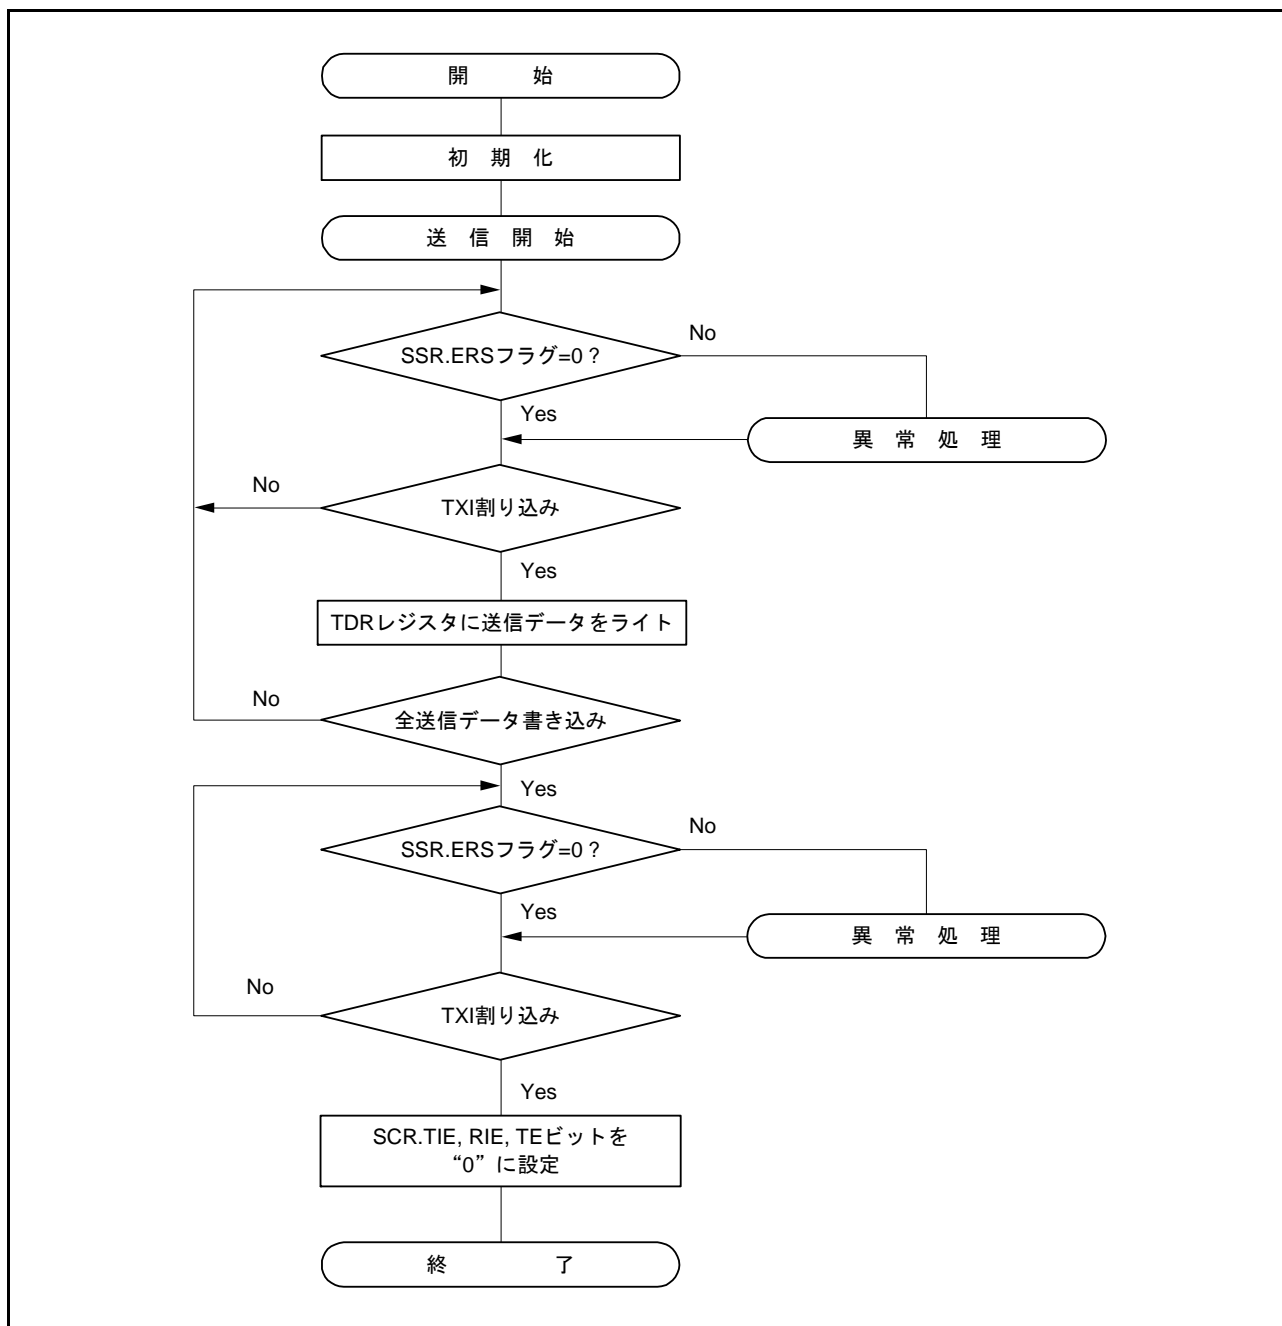 開 始
初 期 化
送 信 開 始
SSR.ERSフラグ=0？
No
Yes
異 常 処 理
No
TXI割り込み
Yes
TDRレジスタに送信データをライト
No
全送信データ書き込み
Yes
SSR.ERSフラグ=0？
No
Yes
異 常 処 理
No
TXI割り込み
Yes
SCR.TIE, RIE, TEビットを
“0”に設定
終 了